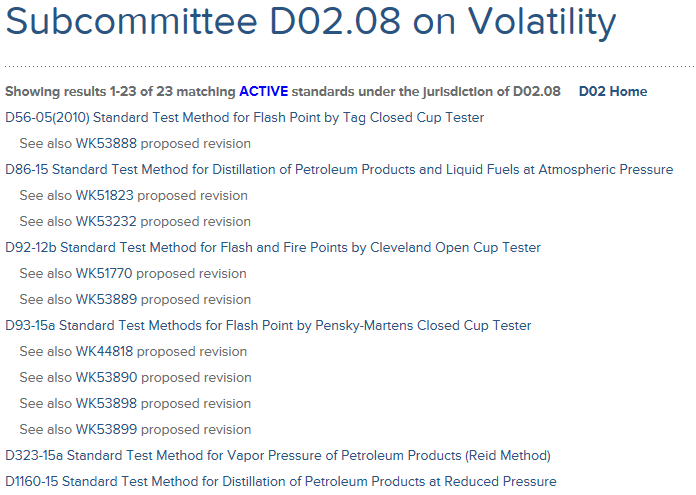 Subcommittee D02.08 on Volatility
Showing results 1-23 of 23 matching ACTIVE standards under the jurisdiction of D02.08 D02 Home
D56-05(2010) Standard Test Method for Flash Point by Tag Closed Cup Tester
See also WK53888 proposed revision
D86-15 Standard Test Method for Distillation of Petroleum Products and Liquid Fuels at Atmospheric Pressure
See also WK51823 proposed revision
See also WK53232 proposed revision
D92-12b Standard Test Method for Flash and Fire Points by Cleveland Open Cup Tester
See also WK51770 proposed revision
See also WK53889 proposed revision
D93-15a Standard Test Methods for Flash Point by Pensky-Martens Closed Cup Tester
See also WK44818 proposed revision
See also WK53890 proposed revision
See also WK53898 proposed revision
See also WK53899 proposed revision
D323-15a Standard Test Method for Vapor Pressure of Petroleum Products (Reid Method)
D1160-15 Standard Test Method for Distillation of Petroleum Products at Reduced Pressure